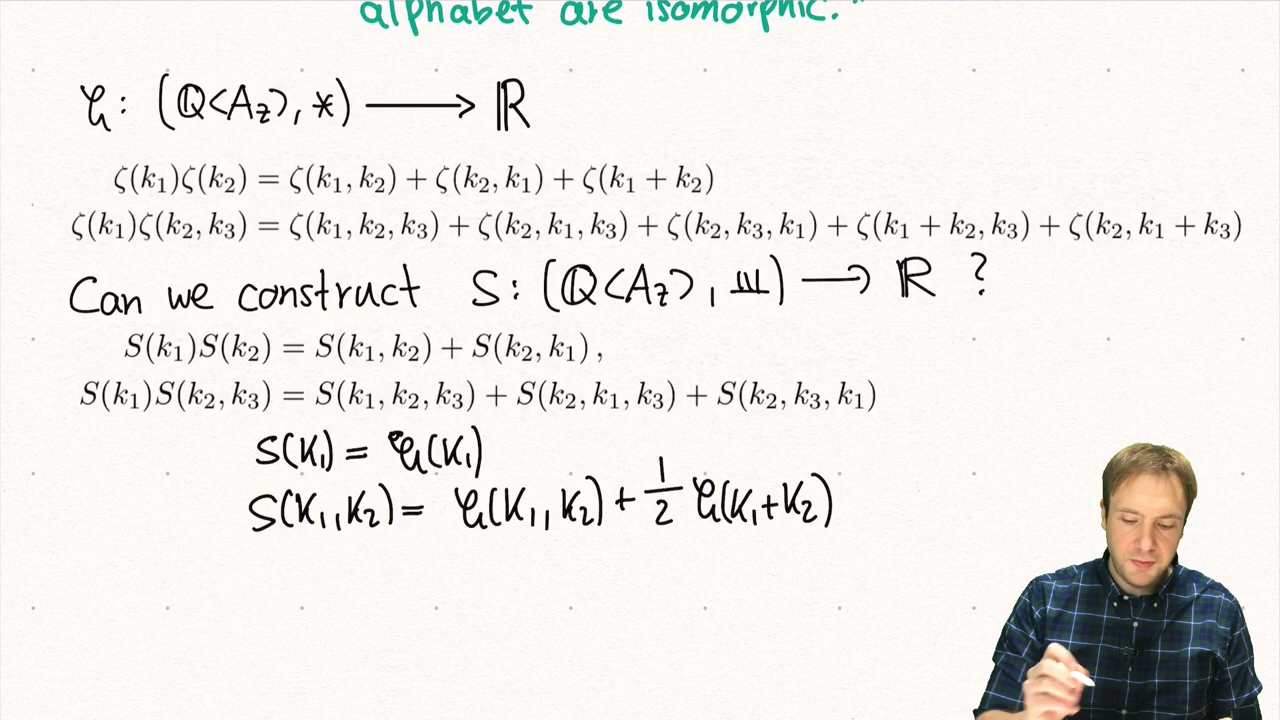 alphabet are isomorphic."
ζ: (ℚ<A_z>, *) ⟶ ℝ
ζ(k₁)ζ(k₂) = ζ(k₁, k₂) + ζ(k₂, k₁) + ζ(k₁ + k₂)
ζ(k₁)ζ(k₂, k₃) = ζ(k₁, k₂, k₃) + ζ(k₂, k₁, k₃) + ζ(k₂, k₃, k₁) + ζ(k₁ + k₂, k₃) + ζ(k₂, k₁ + k₃)
Can we construct S: (ℚ<A_z>, ш) ⟶ ℝ ?
S(k₁)S(k₂) = S(k₁, k₂) + S(k₂, k₁) ,
S(k₁)S(k₂, k₃) = S(k₁, k₂, k₃) + S(k₂, k₁, k₃) + S(k₂, k₃, k₁)
S(k₁) = ζ(k₁)
S(k₁, k₂) = ζ(k₁, k₂) + 1/2 ζ(k₁+k₂)